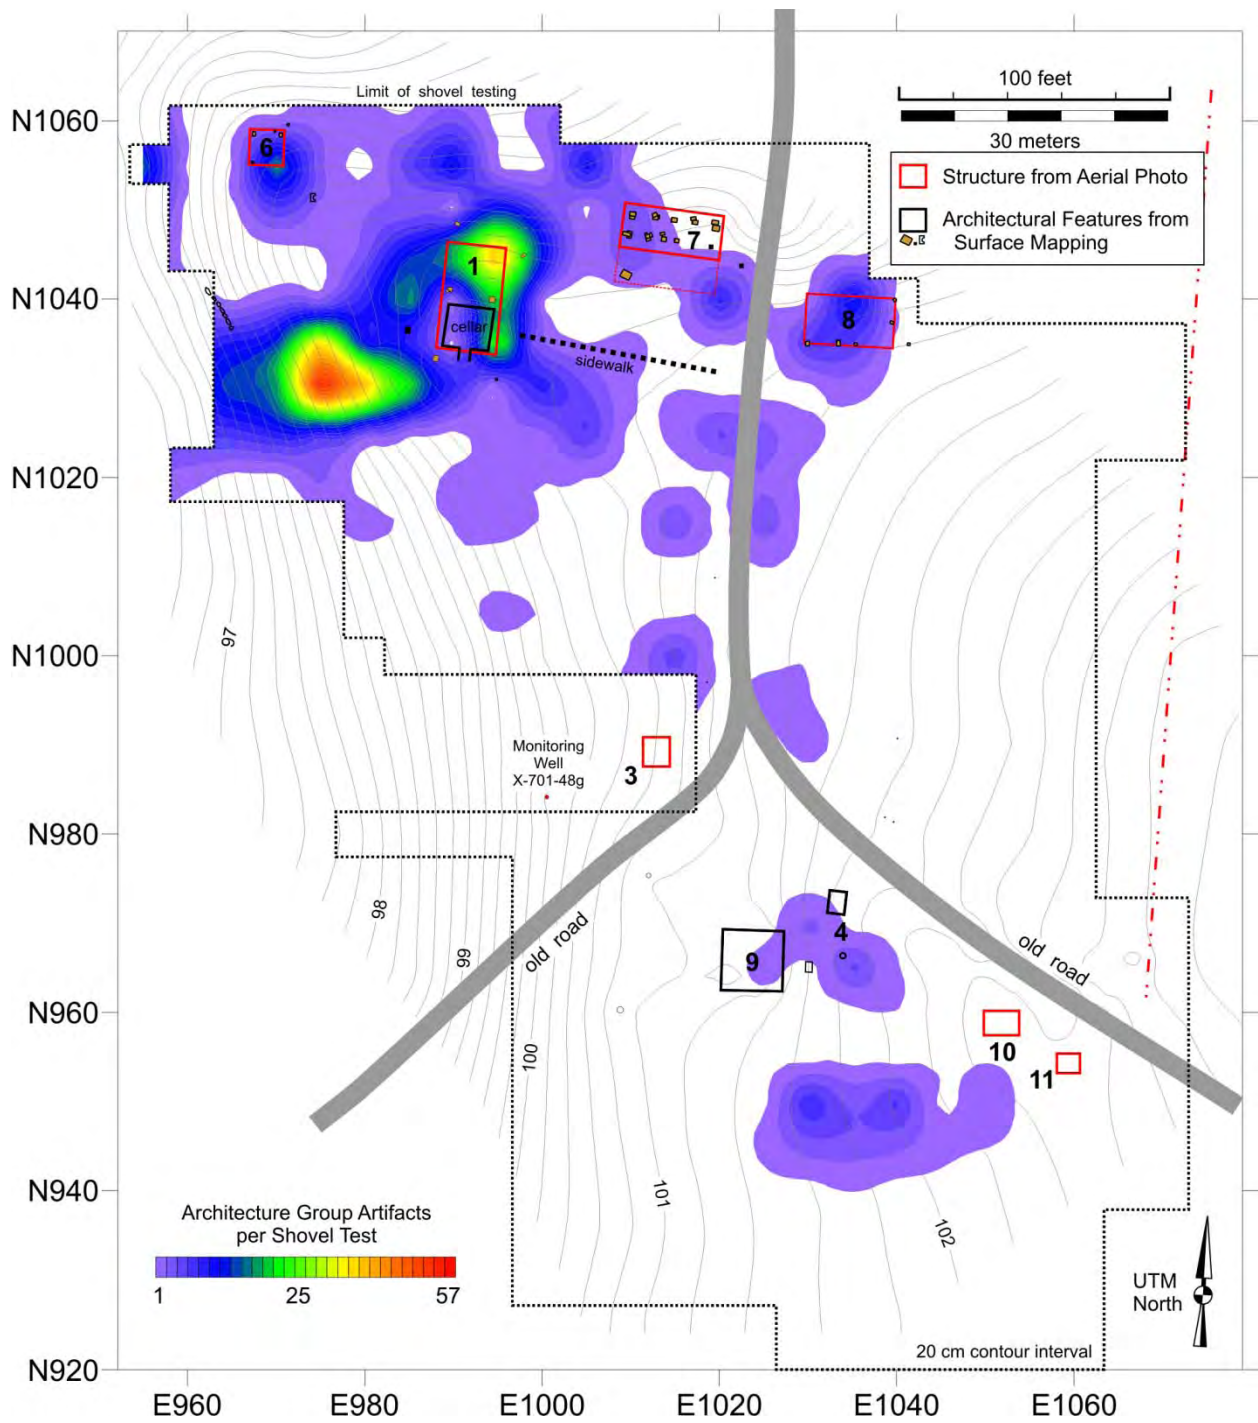 Limit of shovel testing
100 feet
30 meters
Structure from Aerial Photo
Architectural Features from
Surface Mapping
N1060
N1040
N1020
N1000
N980
N960
N940
N920
6
1
7
8
cellar
sidewalk
97
98
99
100
101
102
Monitoring
Well
X-701-48g
3
old road
old road
4
9
10
11
Architecture Group Artifacts
per Shovel Test
1 25 57
UTM
North
20 cm contour interval
E960 E980 E1000 E1020 E1040 E1060